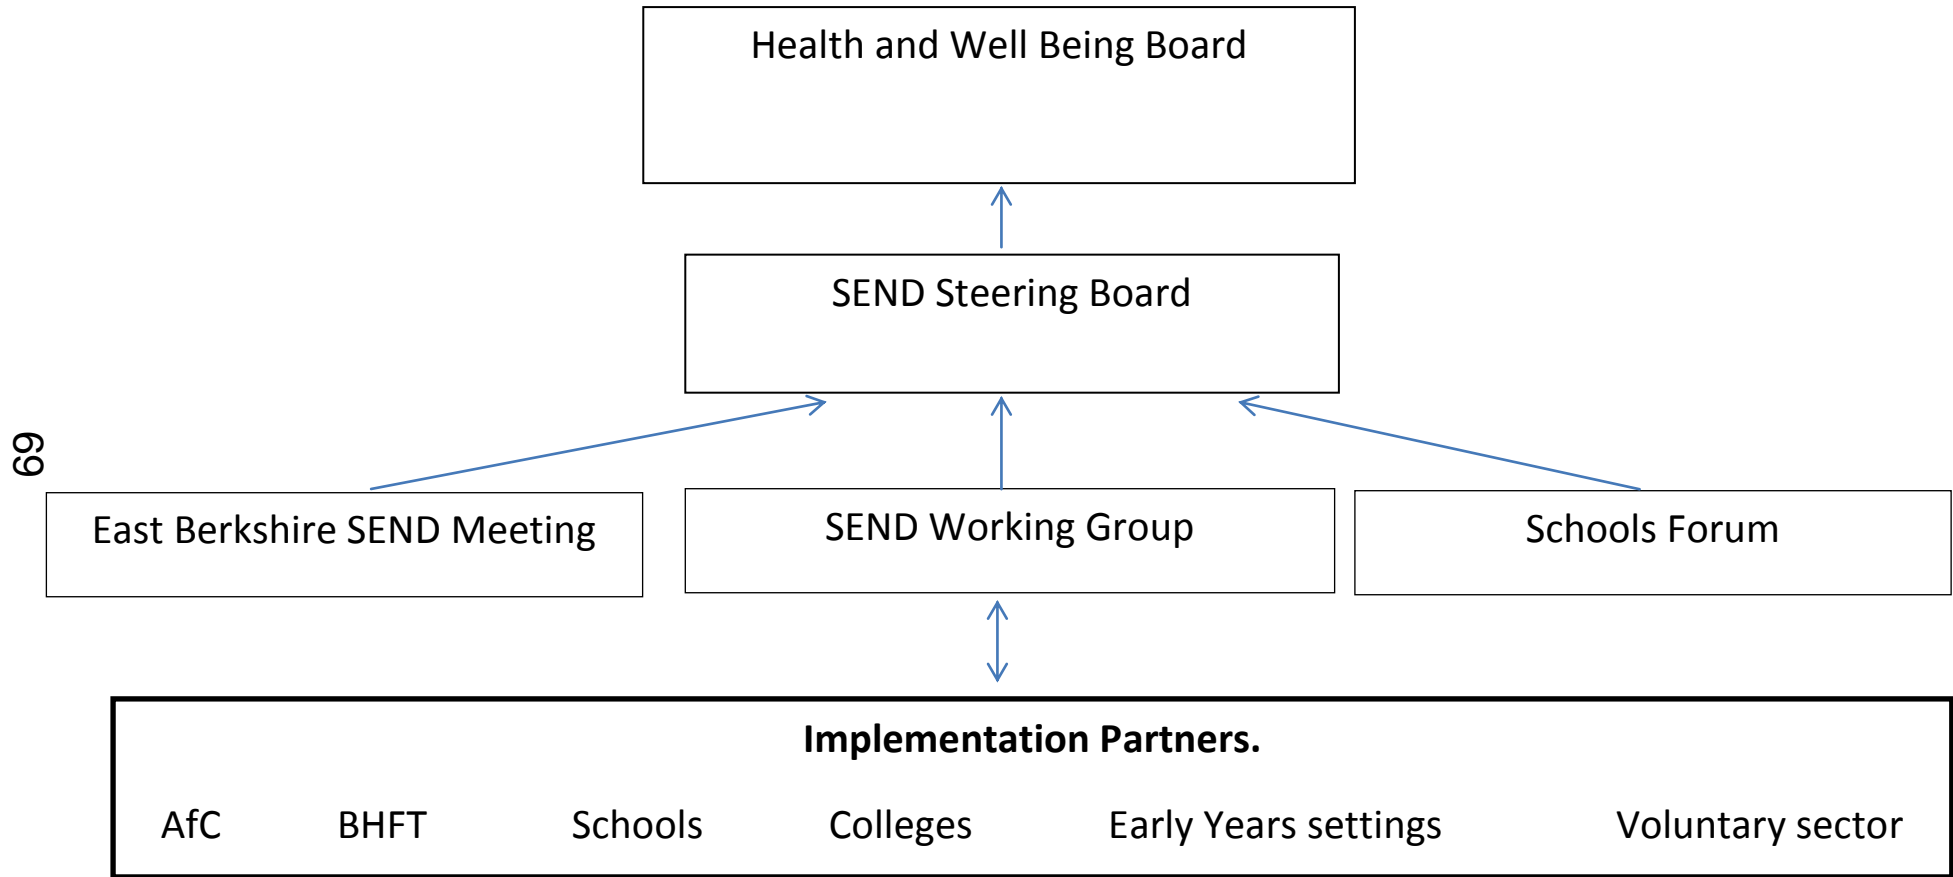 Health and Well Being Board
SEND Steering Board
69
East Berkshire SEND Meeting
SEND Working Group
Schools Forum
Implementation Partners.
AfC BHFT Schools Colleges Early Years settings Voluntary sector